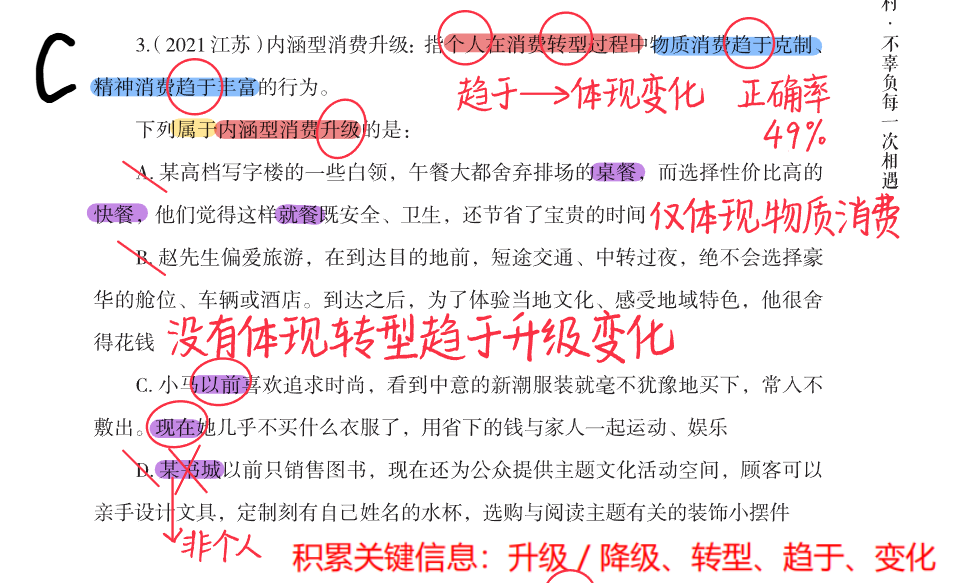 C
3.（2021江苏）内涵型消费升级：指个人在消费转型过程中物质消费趋于克制、
精神消费趋于丰富的行为。
趋于→体现变化 正确率
49%
下列属于内涵型消费升级的是：
A. 某高档写字楼的一些白领，午餐大都舍弃排场的桌餐，而选择性价比高的
快餐，他们觉得这样就餐既安全、卫生，还节省了宝贵的时间
仅体现物质消费
B. 赵先生偏爱旅游，在到达目的地前，短途交通、中转过夜，绝不会选择豪
华的舱位、车辆或酒店。到达之后，为了体验当地文化、感受地域特色，他很舍
得花钱
没有体现转型趋于升级变化
C. 小马以前喜欢追求时尚，看到中意的新潮服装就毫不犹豫地买下，常入不
敷出。现在她几乎不买什么衣服了，用省下的钱与家人一起运动、娱乐
D. 某书城以前只销售图书，现在还为公众提供主题文化活动空间，顾客可以
亲手设计文具，定制刻有自己姓名的水杯，选购与阅读主题有关的装饰小摆件
非个人
积累关键信息：升级/降级、转型、趋于、变化
村·不辜负每一次相遇